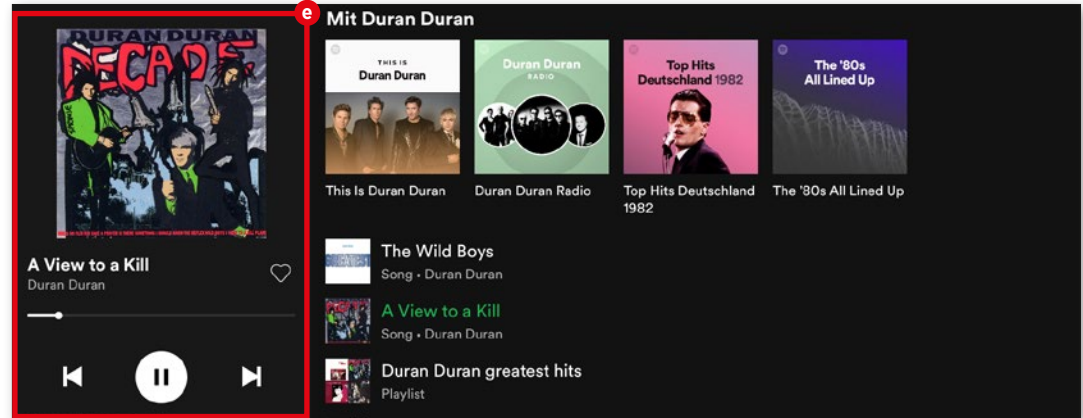 e
DURAN DURAN
DECADE
A View to a Kill
Duran Duran
Mit Duran Duran
THIS IS
Duran Duran
Duran Duran
RADIO
Top Hits
Deutschland 1982
The '80s
All Lined Up
This Is Duran Duran
Duran Duran Radio
Top Hits Deutschland
1982
The '80s All Lined Up
The Wild Boys
Song • Duran Duran
A View to a Kill
Song • Duran Duran
Duran Duran greatest hits
Playlist